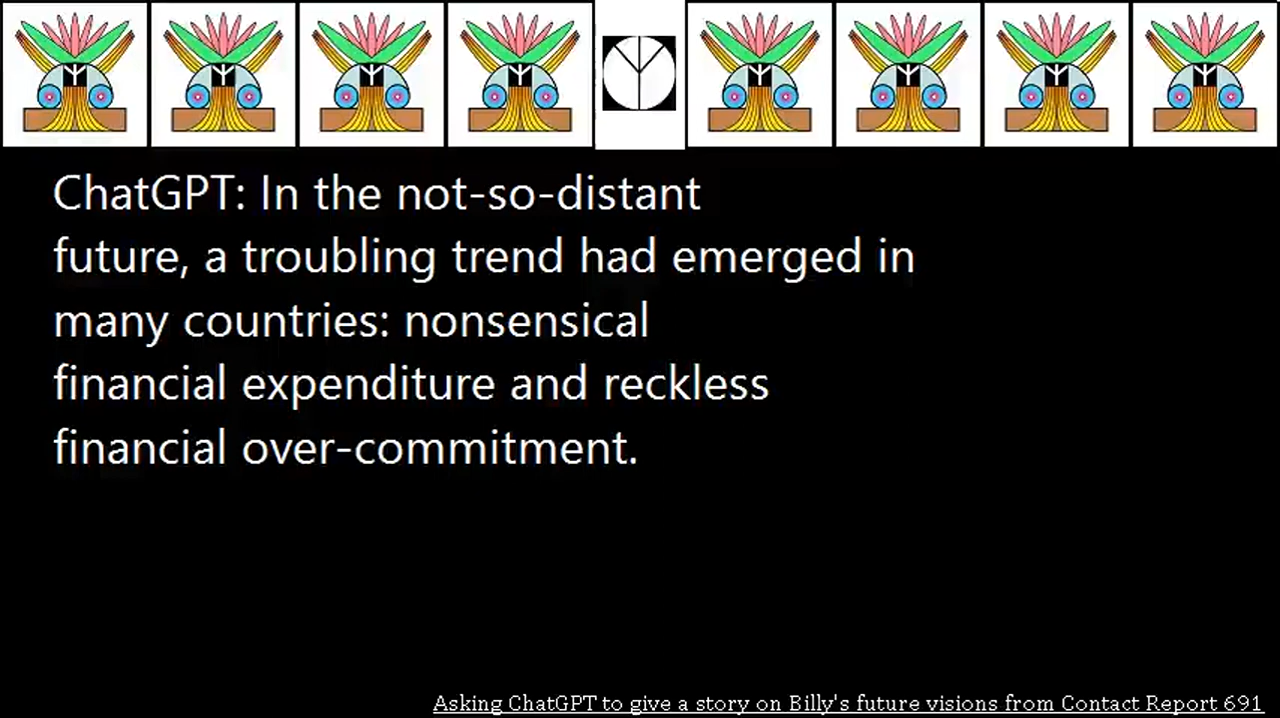 ChatGPT: In the not-so-distant
future, a troubling trend had emerged in
many countries: nonsensical
financial expenditure and reckless
financial over-commitment.
Asking ChatGPT to give a story on Billy's future visions from Contact Report 691